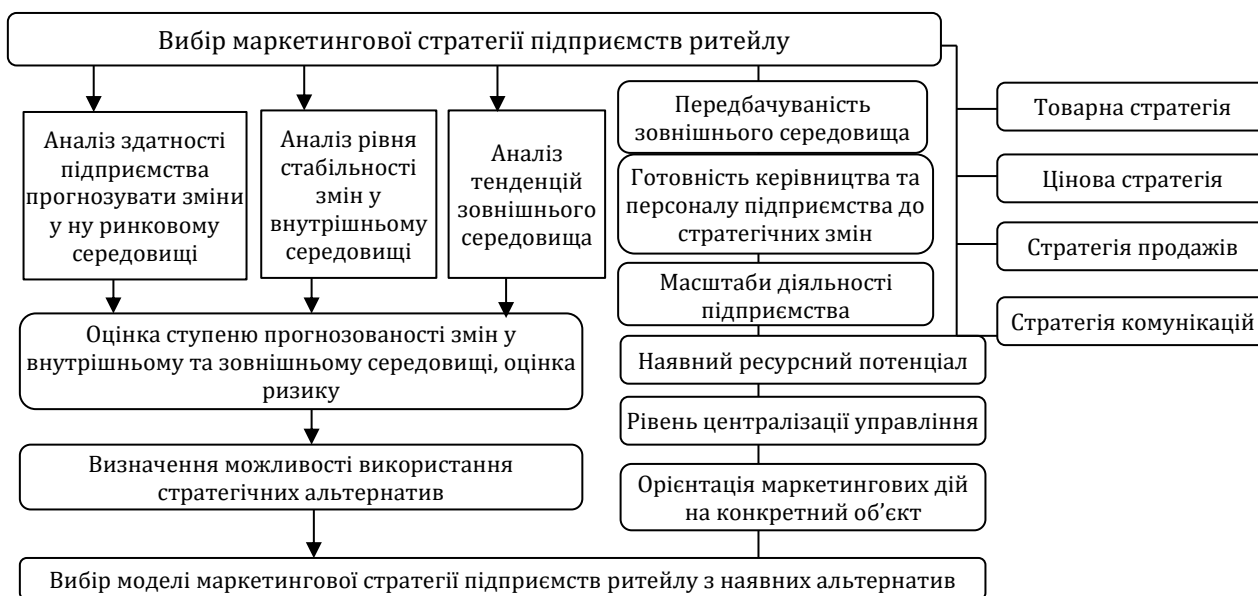 Вибір маркетингової стратегії підприємств ритейлу
Аналіз здатності
підприємства
прогнозувати зміни
у ну ринковому
середовищі
Аналіз рівня
стабільності
змін у
внутрішньому
середовищі
Аналіз
тенденцій
зовнішнього
середовища
Передбачуваність
зовнішнього середовища
Готовність керівництва та
персоналу підприємства до
стратегічних змін
Масштаби діяльності
підприємства
Наявний ресурсний потенціал
Рівень централізації управління
Орієнтація маркетингових дій
на конкретний об’єкт
Товарна стратегія
Цінова стратегія
Стратегія продажів
Стратегія комунікацій
Оцінка ступеню прогнозованості змін у
внутрішньому та зовнішньому середовищі, оцінка
ризику
Визначення можливості використання
стратегічних альтернатив
Вибір моделі маркетингової стратегії підприємств ритейлу з наявних альтернатив